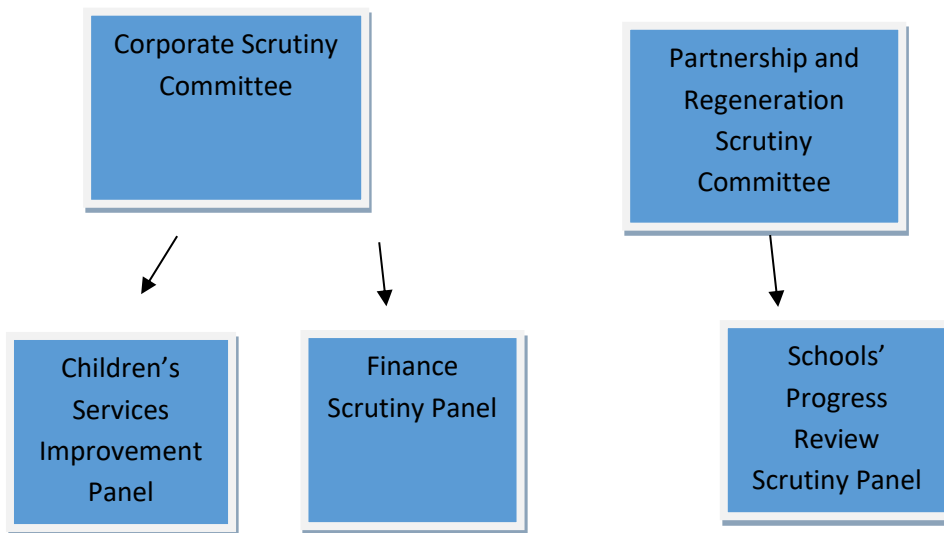 Corporate Scrutiny
Committee
Partnership and
Regeneration
Scrutiny
Committee
Children’s
Services
Improvement
Panel
Finance
Scrutiny Panel
Schools’
Progress
Review
Scrutiny Panel